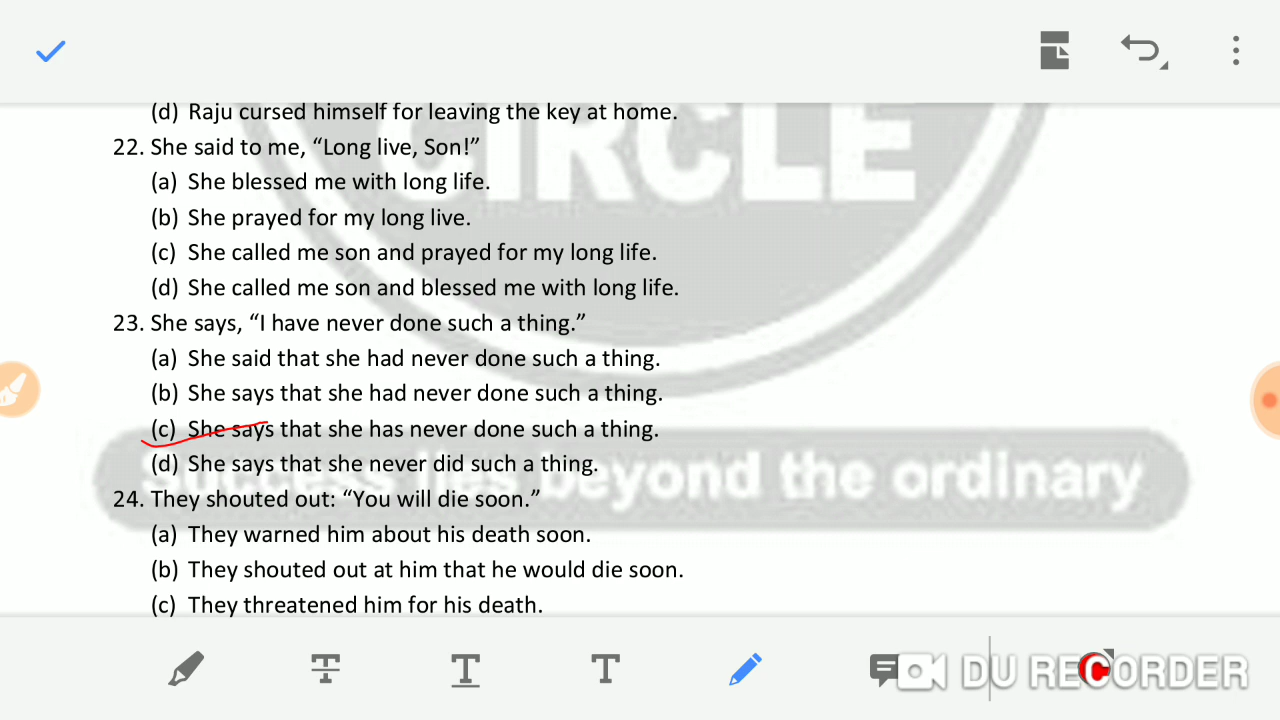 CIRCLE
(d) Raju cursed himself for leaving the key at home.
22. She said to me, “Long live, Son!”
(a) She blessed me with long life.
(b) She prayed for my long live.
(c) She called me son and prayed for my long life.
(d) She called me son and blessed me with long life.
23. She says, “I have never done such a thing.”
(a) She said that she had never done such a thing.
(b) She says that she had never done such a thing.
(c) She says that she has never done such a thing.
(d) She says that she never did such a thing.
Success lies beyond the ordinary
24. They shouted out: “You will die soon.”
(a) They warned him about his death soon.
(b) They shouted out at him that he would die soon.
(c) They threatened him for his death.
T T T
DU RECORDER